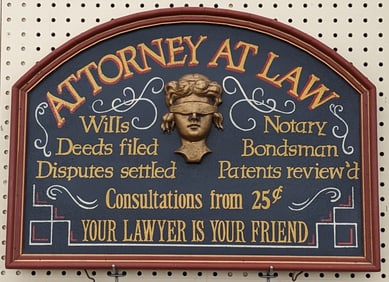 ATTORNEY AT LAW
Wills
Deeds filed
Disputes settled
Notary
Bondsman
Patents review'd
Consultations from 25¢
YOUR LAWYER IS YOUR FRIEND